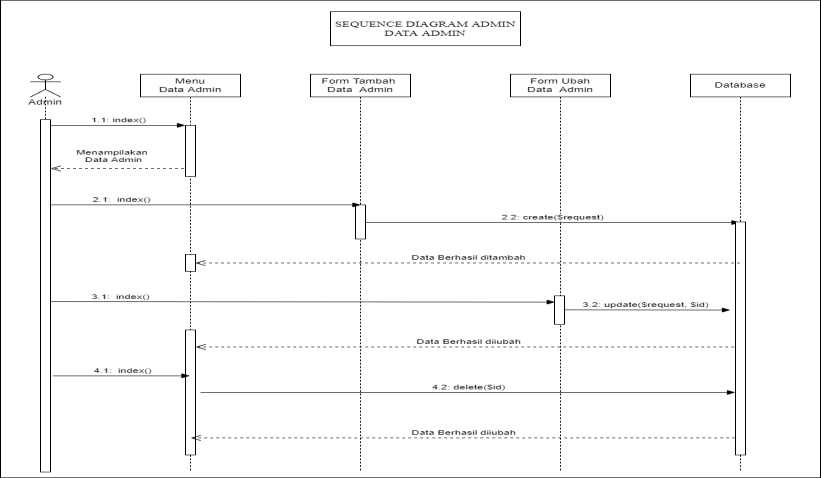 SEQUENCE DIAGRAM ADMIN
DATA ADMIN
Admin
Menu
Data Admin
Form Tambah
Data Admin
Form Ubah
Data Admin
Database
1.1: index()
Menampilakan
Data Admin
2.1: index()
2.2: create($request)
Data Berhasil ditambah
3.1: index()
3.2: update($request, $id)
Data Berhasil diiubah
4.1: index()
4.2: delete($id)
Data Berhasil diiubah